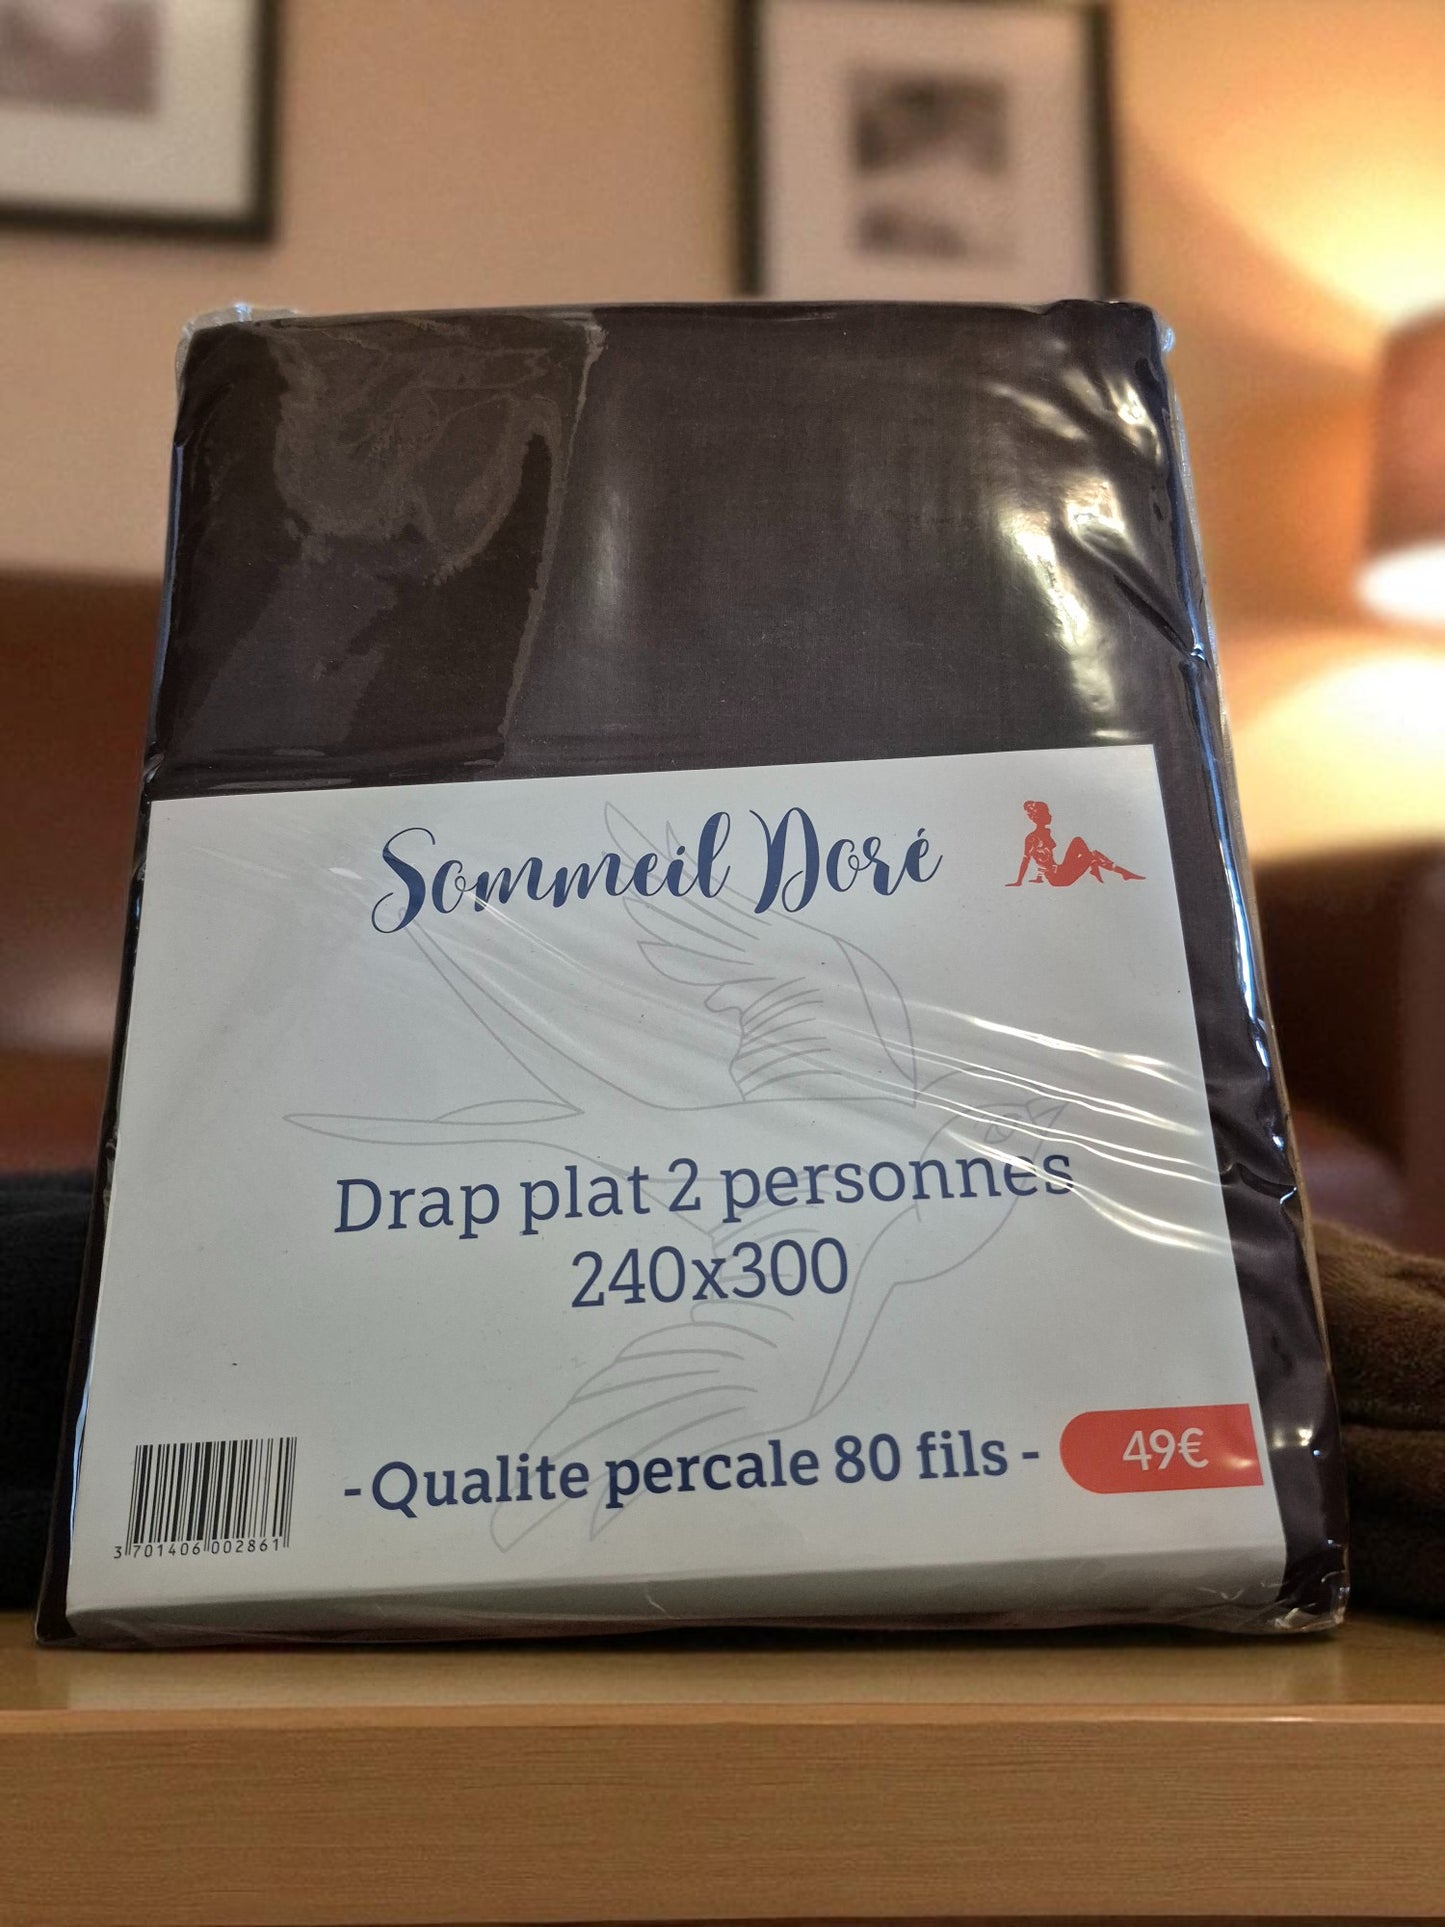 Sommeil Doré
Drap plat 2 personnes
240x300
-Qualite percale 80 fils -
49€
3 701406 002861